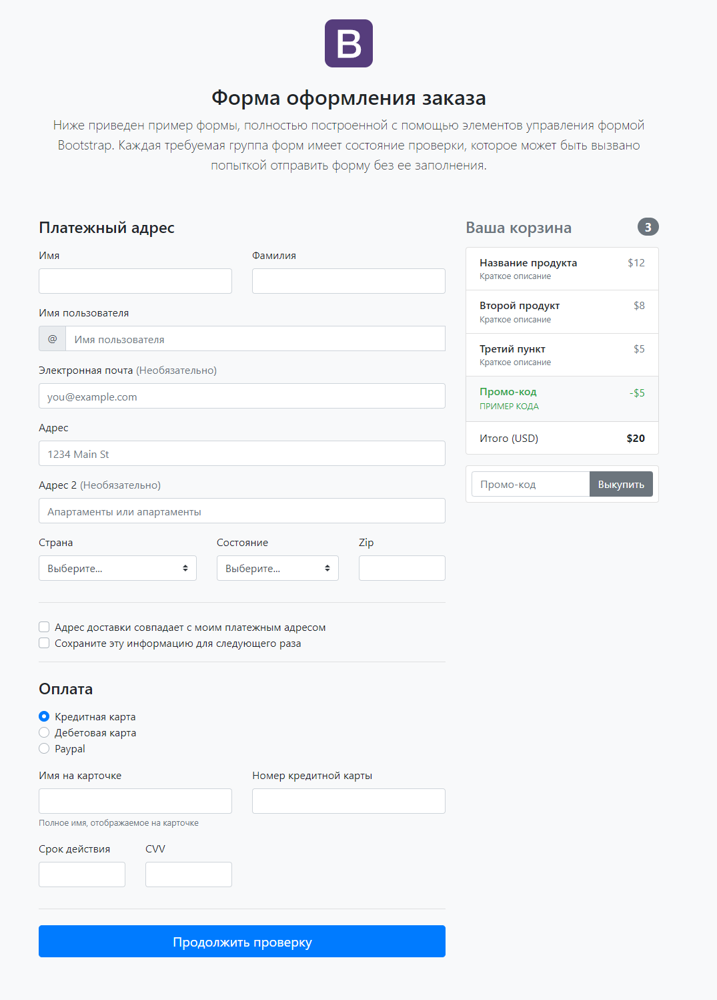 B
Форма оформления заказа
Ниже приведен пример формы, полностью построенной с помощью элементов управления формой
Bootstrap. Каждая требуемая группа форм имеет состояние проверки, которое может быть вызвано
попыткой отправить форму без ее заполнения.
Платежный адрес
Имя Фамилия
Имя пользователя
@ Имя пользователя
Электронная почта (Необязательно)
you@example.com
Адрес
1234 Main St
Адрес 2 (Необязательно)
Апартаменты или апартаменты
Страна Состояние Zip
Выберите... Выберите...
Адрес доставки совпадает с моим платежным адресом
Сохраните эту информацию для следующего раза
Оплата
Кредитная карта
Дебетовая карта
Paypal
Имя на карточке Номер кредитной карты
Полное имя, отображаемое на карточке
Срок действия CVV
Продолжить проверку
Ваша корзина 3
Название продукта $12
Краткое описание
Второй продукт $8
Краткое описание
Третий пункт $5
Краткое описание
Промо-код -$5
ПРИМЕР КОДА
Итого (USD) $20
Промо-код Выкупить